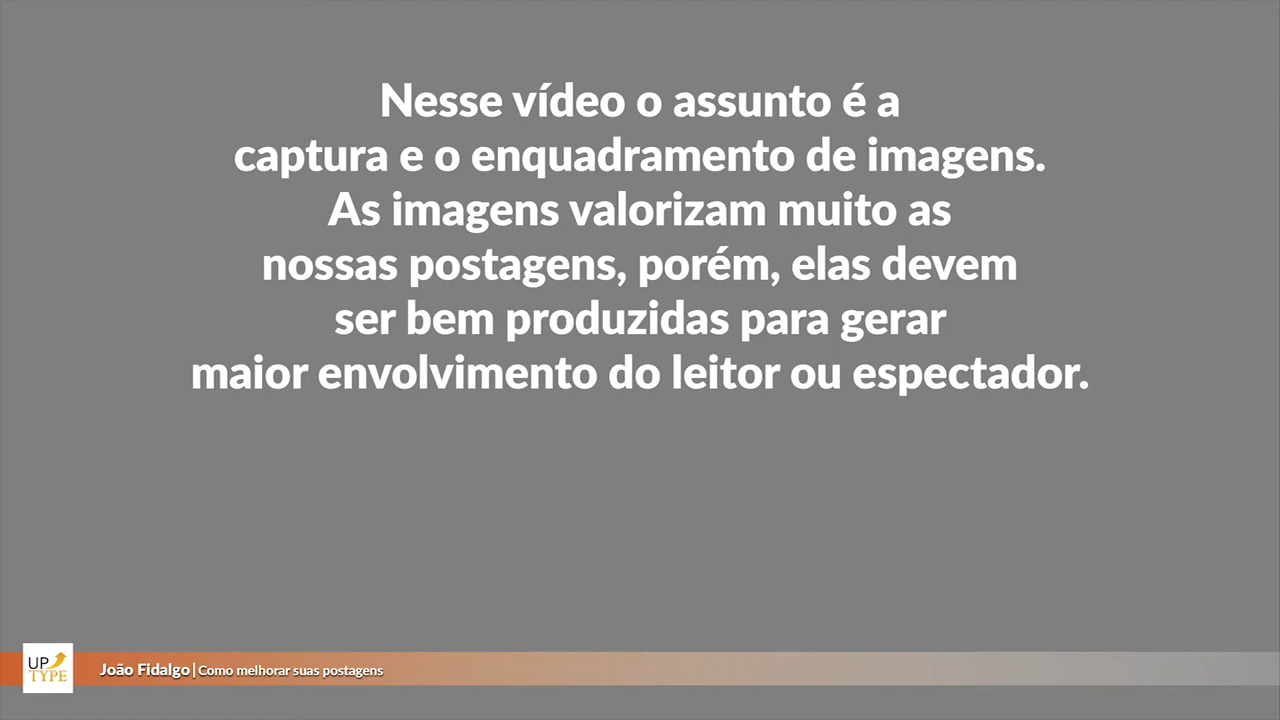 Nesse vídeo o assunto é a
captura e o enquadramento de imagens.
As imagens valorizam muito as
nossas postagens, porém, elas devem
ser bem produzidas para gerar
maior envolvimento do leitor ou espectador.
UP
TYPE
João Fidalgo|Como melhorar suas postagens